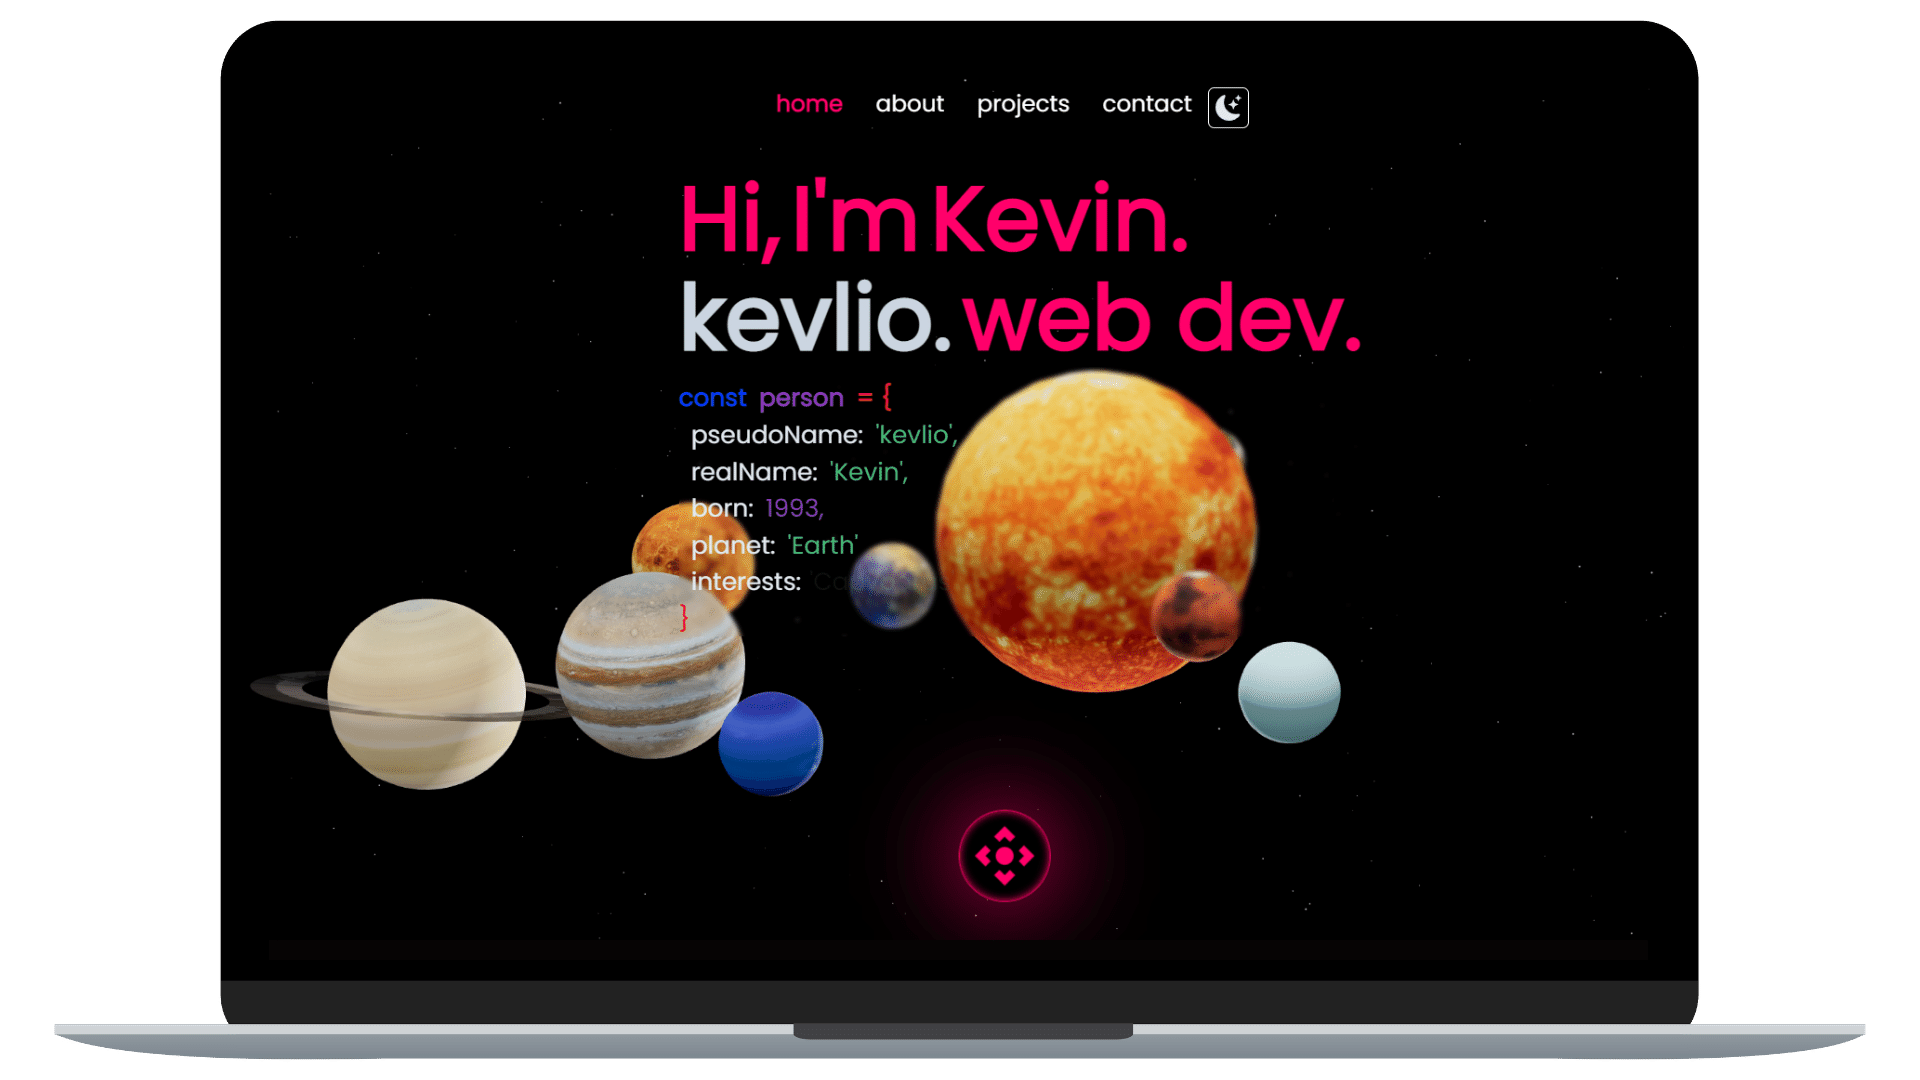 home about projects contact
Hi, I'm Kevin.
kevlio. web dev.
const person = {
pseudoName: 'kevlio',
realName: 'Kevin',
born: 1993,
planet: 'Earth'
interests:
}